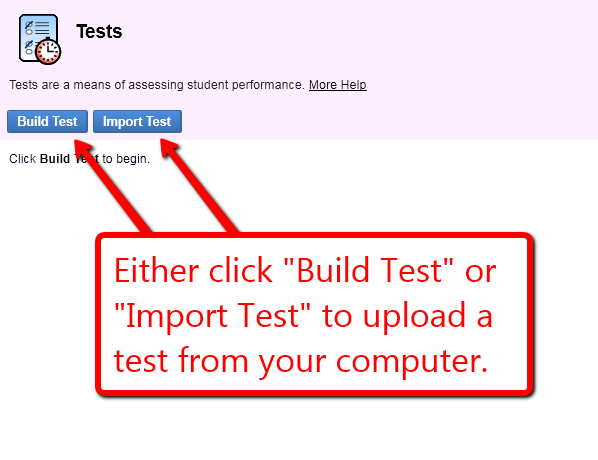 Tests
Tests are a means of assessing student performance. More Help
Build Test Import Test
Click Build Test to begin.
Either click "Build Test" or
"Import Test" to upload a
test from your computer.